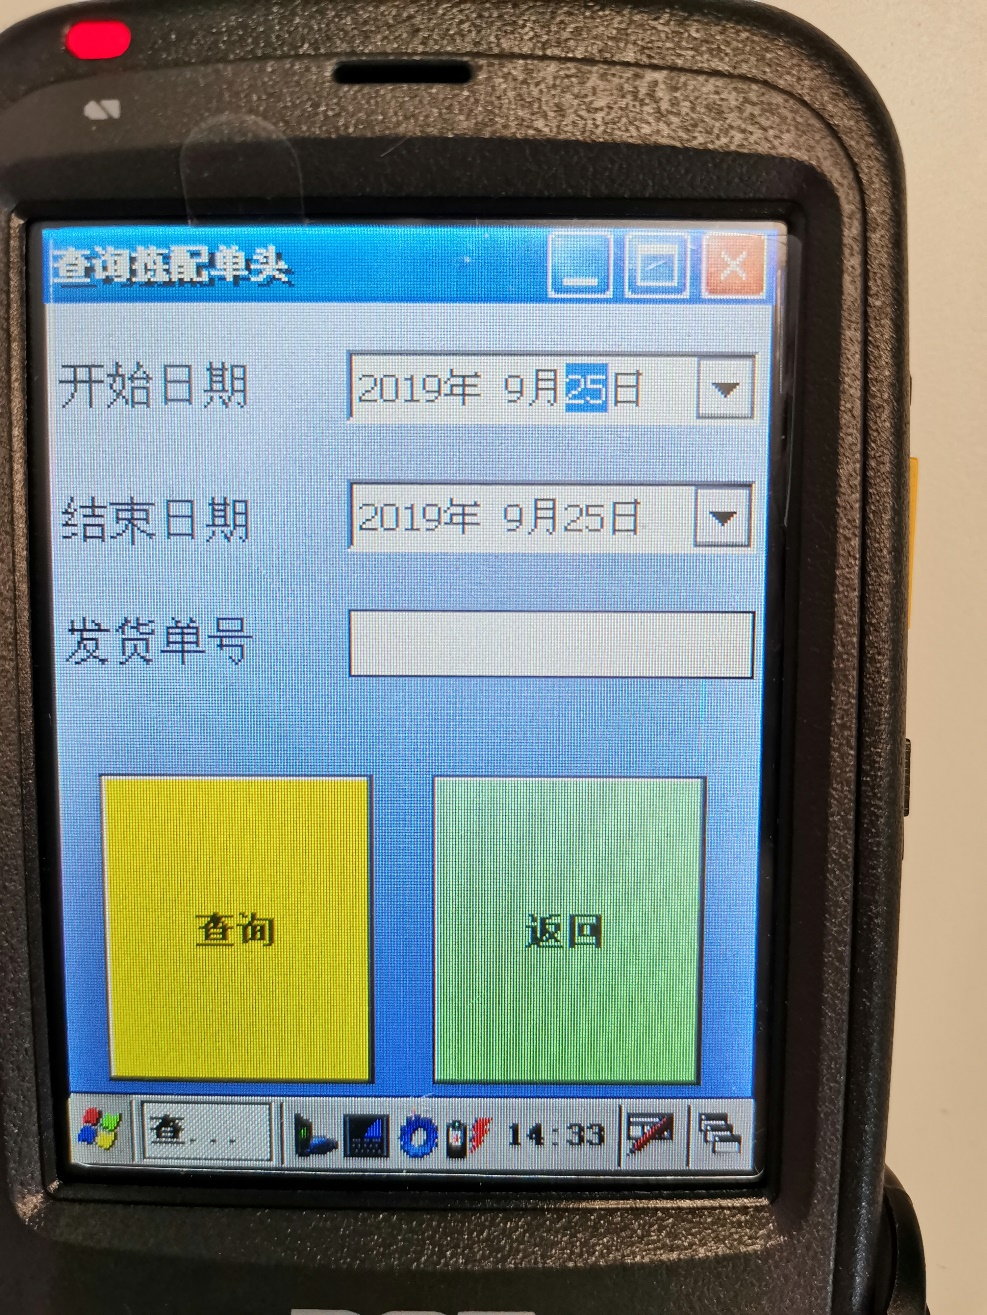 查询拣配单头
开始日期 2019年 9月25日
结束日期 2019年 9月25日
发货单号
查询 返回
查... 14:33